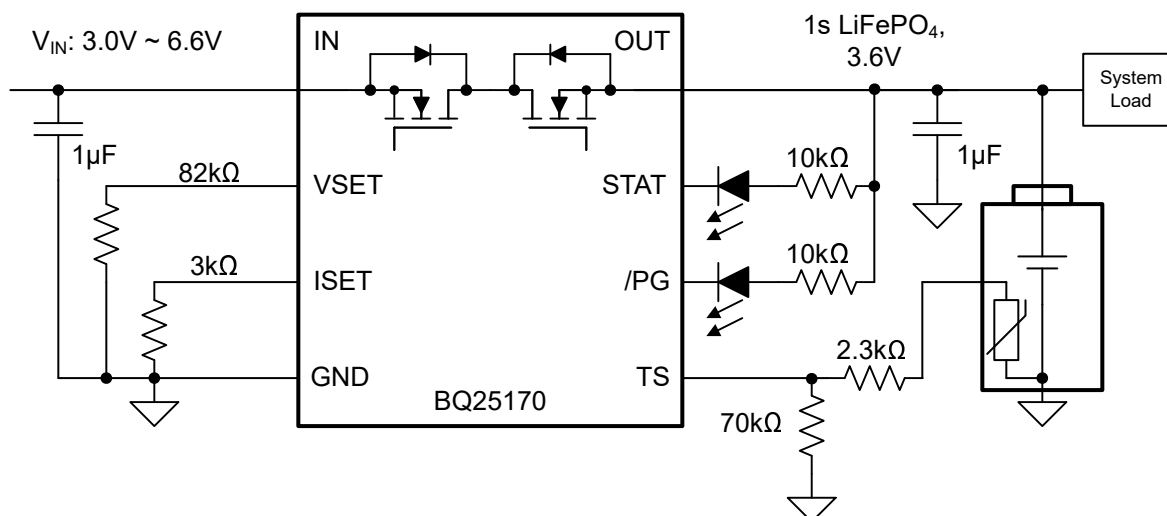 V_IN: 3.0V ~ 6.6V
IN
OUT
1s LiFePO₄,
3.6V
System
Load
1µF
82kΩ
VSET
STAT
10kΩ
1µF
3kΩ
ISET
/PG
10kΩ
2.3kΩ
GND
TS
BQ25170
70kΩ